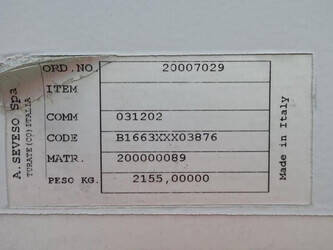 A.SEVESO Spa
TURATE(CO)ITALIA
ORD.NO. 20007029
ITEM
COMM 031202
CODE B1663XXX03876
MATR. 200000089
PESO KG. 2155,00000
Made in Italy